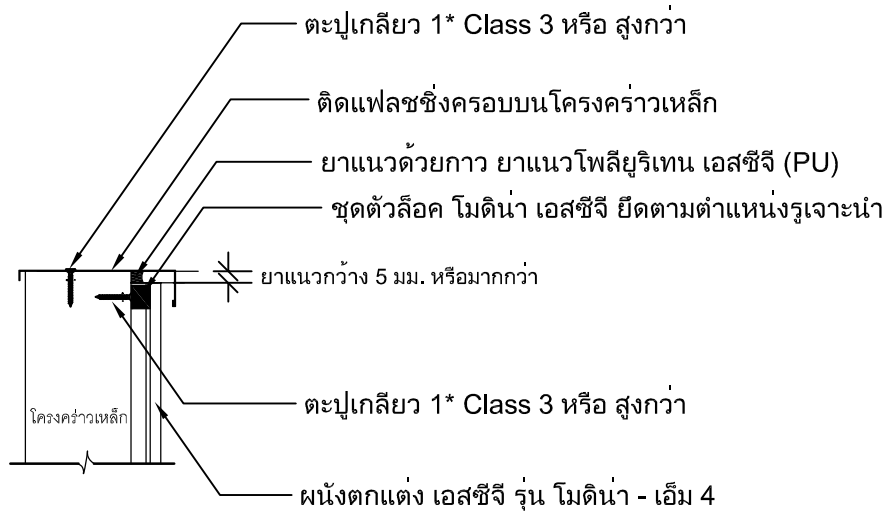 ตะปูเกลียว 1* Class 3 หรือ สูงกว่า
ติดแฟลชชิ่งครอบบนโครงคร่าวเหล็ก
ยาแนวด้วยกาว ยาแนวโพลียูริเทน เอสซีจี (PU)
ชุดตัวล็อค โมดิน่า เอสซีจี ยึดตามตำแหน่งรูเจาะนำ
ยาแนวกว้าง 5 มม. หรือมากกว่า
ตะปูเกลียว 1* Class 3 หรือ สูงกว่า
โครงคร่าวเหล็ก
ผนังตกแต่ง เอสซีจี รุ่น โมดิน่า - เอ็ม 4